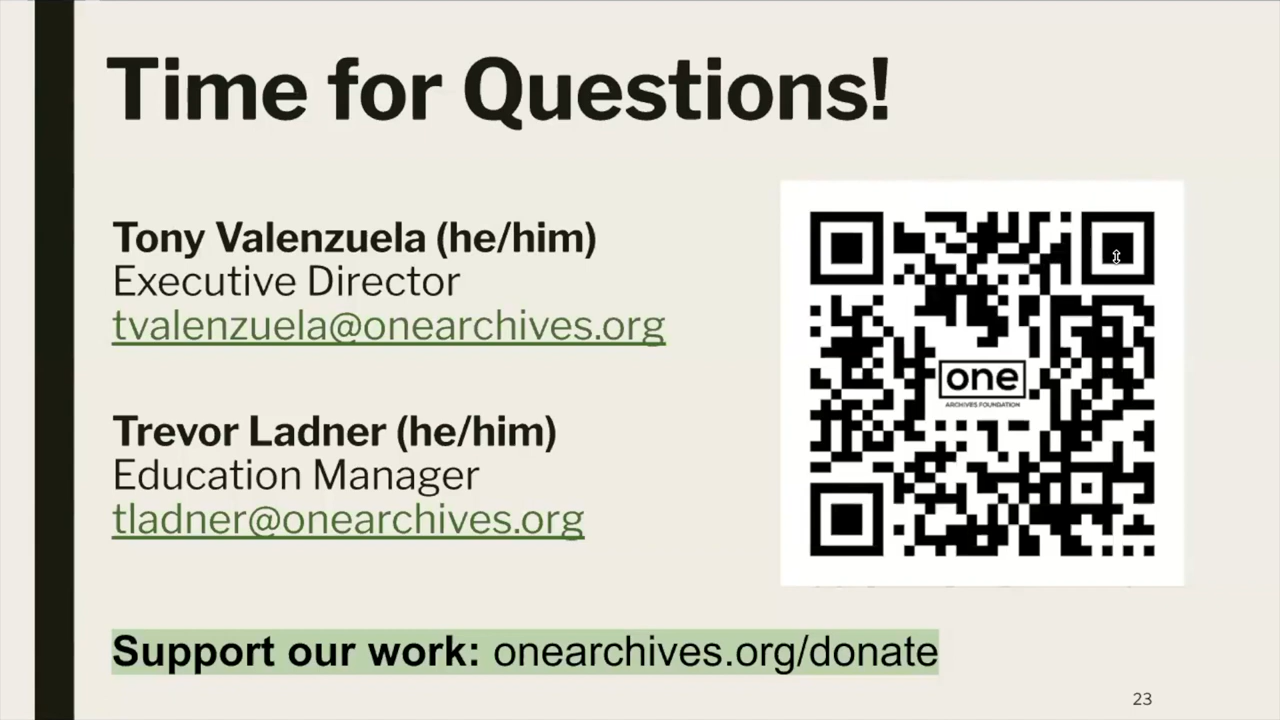 Time for Questions!
Tony Valenzuela (he/him)
Executive Director
tvalenzuela@onearchives.org
Trevor Ladner (he/him)
Education Manager
tladner@onearchives.org
one
ARCHIVES FOUNDATION
Support our work: onearchives.org/donate
23